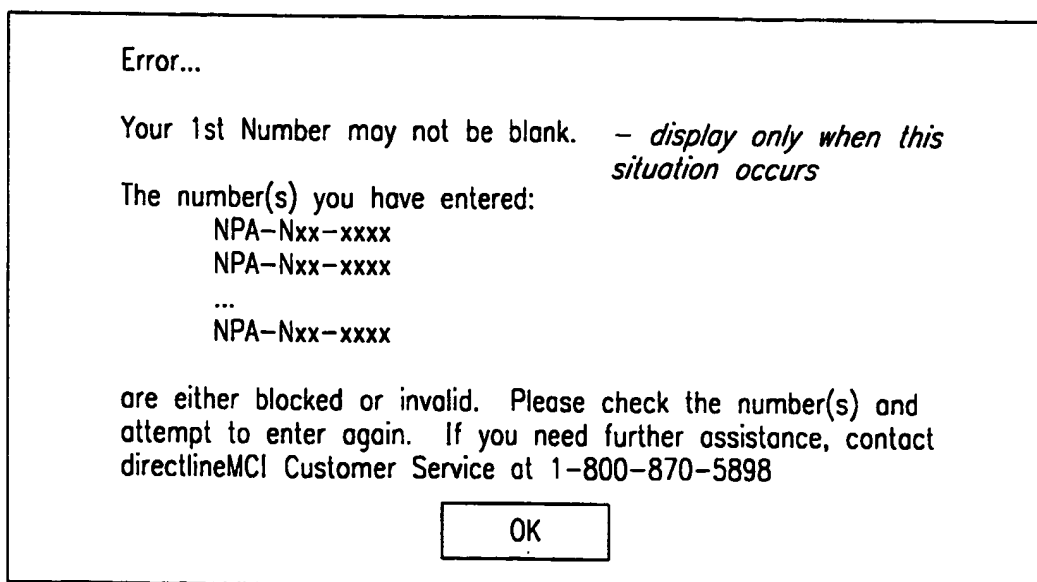 Error...
Your 1st Number may not be blank. – display only when this
situation occurs
The number(s) you have entered:
NPA–Nxx–xxxx
NPA–Nxx–xxxx
...
NPA–Nxx–xxxx
are either blocked or invalid. Please check the number(s) and
attempt to enter again. If you need further assistance, contact
directlineMCI Customer Service at 1–800–870–5898
OK